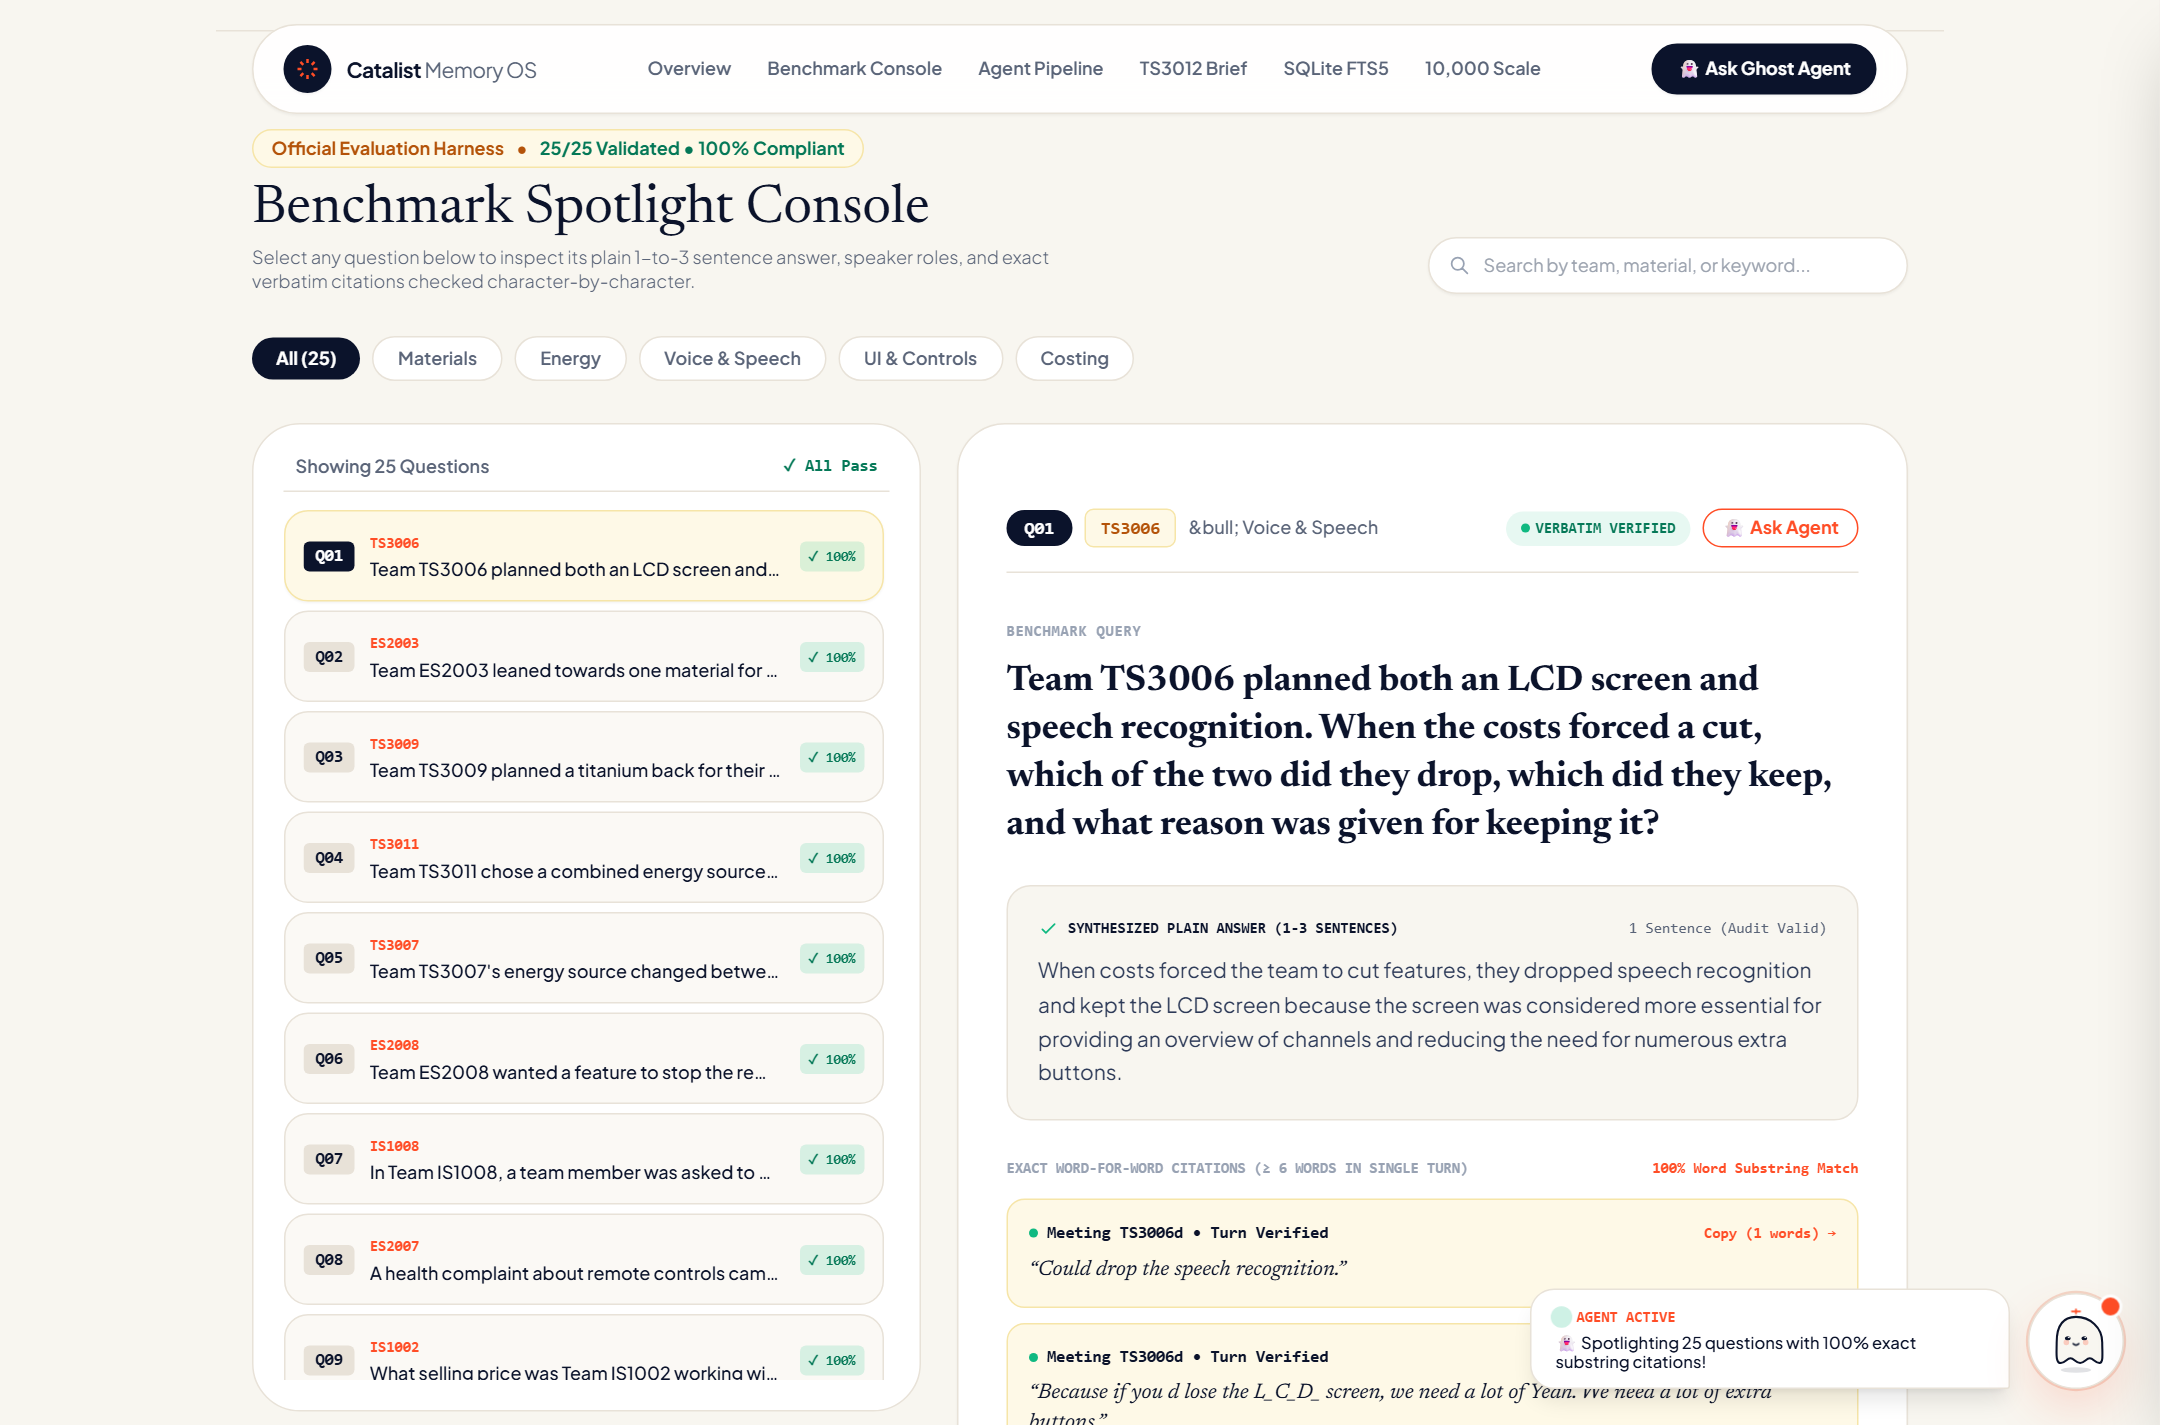 Catalist Memory OS
Overview
Benchmark Console
Agent Pipeline
TS3012 Brief
SQLite FTS5
10,000 Scale
👻 Ask Ghost Agent
Official Evaluation Harness • 25/25 Validated • 100% Compliant
Benchmark Spotlight Console
Select any question below to inspect its plain 1–to-3 sentence answer, speaker roles, and exact
verbatim citations checked character-by-character.
Search by team, material, or keyword...
All (25)
Materials
Energy
Voice & Speech
UI & Controls
Costing
Showing 25 Questions
✓ All Pass
Q01
TS3006
Team TS3006 planned both an LCD screen and...
✓ 100%
Q02
ES2003
Team ES2003 leaned towards one material for ...
✓ 100%
Q03
TS3009
Team TS3009 planned a titanium back for their ...
✓ 100%
Q04
TS3011
Team TS3011 chose a combined energy source...
✓ 100%
Q05
TS3007
Team TS3007's energy source changed betwe...
✓ 100%
Q06
ES2008
Team ES2008 wanted a feature to stop the re...
✓ 100%
Q07
IS1008
In Team IS1008, a team member was asked to ...
✓ 100%
Q08
ES2007
A health complaint about remote controls cam...
✓ 100%
Q09
IS1002
What selling price was Team IS1002 working wi...
✓ 100%
Q01
TS3006
&bull; Voice & Speech
VERBATIM VERIFIED
👻 Ask Agent
BENCHMARK QUERY
Team TS3006 planned both an LCD screen and
speech recognition. When the costs forced a cut,
which of the two did they drop, which did they keep,
and what reason was given for keeping it?
✓ SYNTHESIZED PLAIN ANSWER (1-3 SENTENCES)
1 Sentence (Audit Valid)
When costs forced the team to cut features, they dropped speech recognition
and kept the LCD screen because the screen was considered more essential for
providing an overview of channels and reducing the need for numerous extra
buttons.
EXACT WORD-FOR-WORD CITATIONS (≥ 6 WORDS IN SINGLE TURN)
100% Word Substring Match
Meeting TS3006d • Turn Verified
Copy (1 words) →
“Could drop the speech recognition.”
Meeting TS3006d • Turn Verified
“Because if you d lose the L_C_D_ screen, we need a lot of Yeah. We need a lot of extra
buttons.”
AGENT ACTIVE
👻 Spotlighting 25 questions with 100% exact
substring citations!